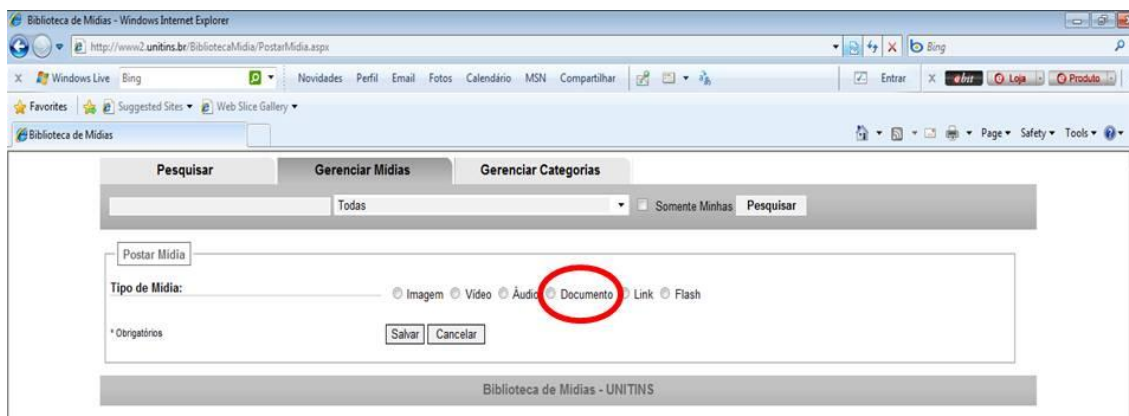 Biblioteca de Mídias - Windows Internet Explorer
http://www2.unitins.br/BibliotecaMidia/PostarMidia.aspx
Bing
X Windows Live Bing Novidades Perfil Email Fotos Calendário MSN Compartilhar Entrar X ebit Loja Produto
Favorites Suggested Sites Web Slice Gallery
Biblioteca de Mídias
Page Safety Tools
Pesquisar Gerenciar Mídias Gerenciar Categorias
Todas Somente Minhas Pesquisar
Postar Mídia
Tipo de Mídia:
Imagem Vídeo Áudio Documento Link Flash
* Obrigatórios Salvar Cancelar
Biblioteca de Mídias - UNITINS